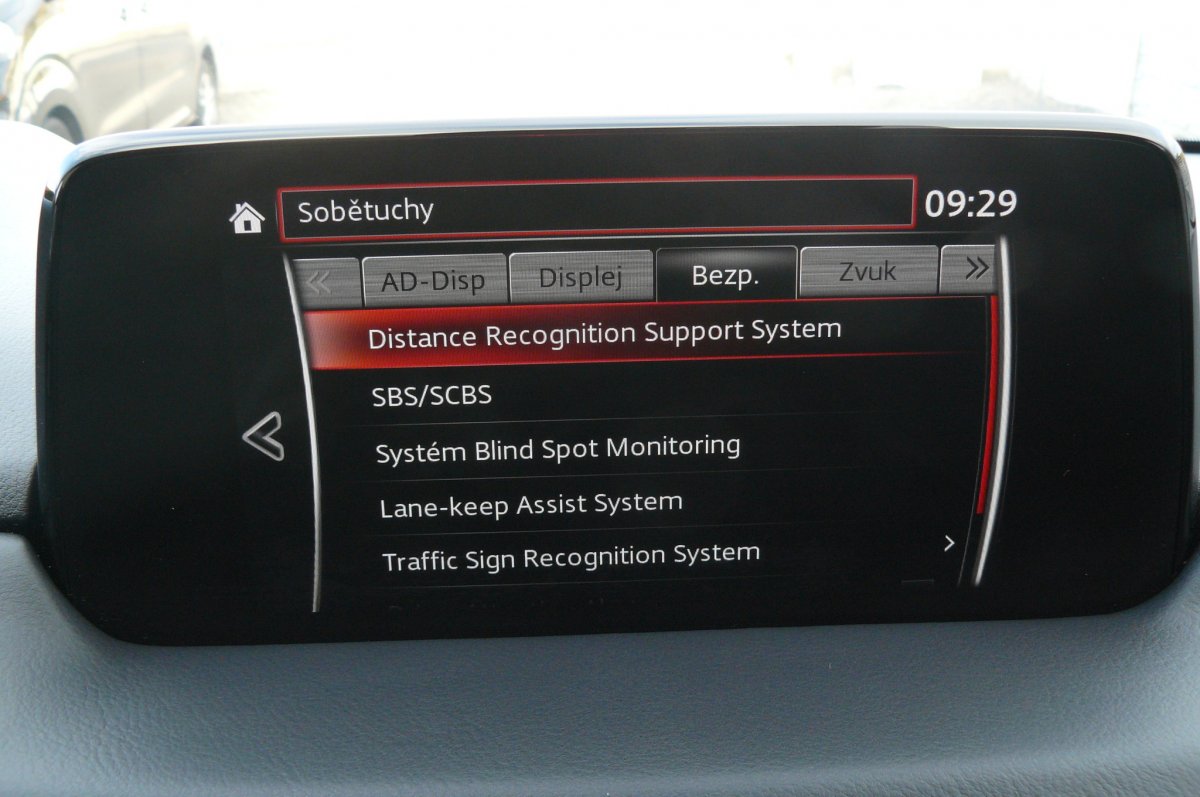 Sobětuchy 09:29
AD-Disp Displej Bezp. Zvuk
Distance Recognition Support System
SBS/SCBS
Systém Blind Spot Monitoring
Lane-keep Assist System
Traffic Sign Recognition System